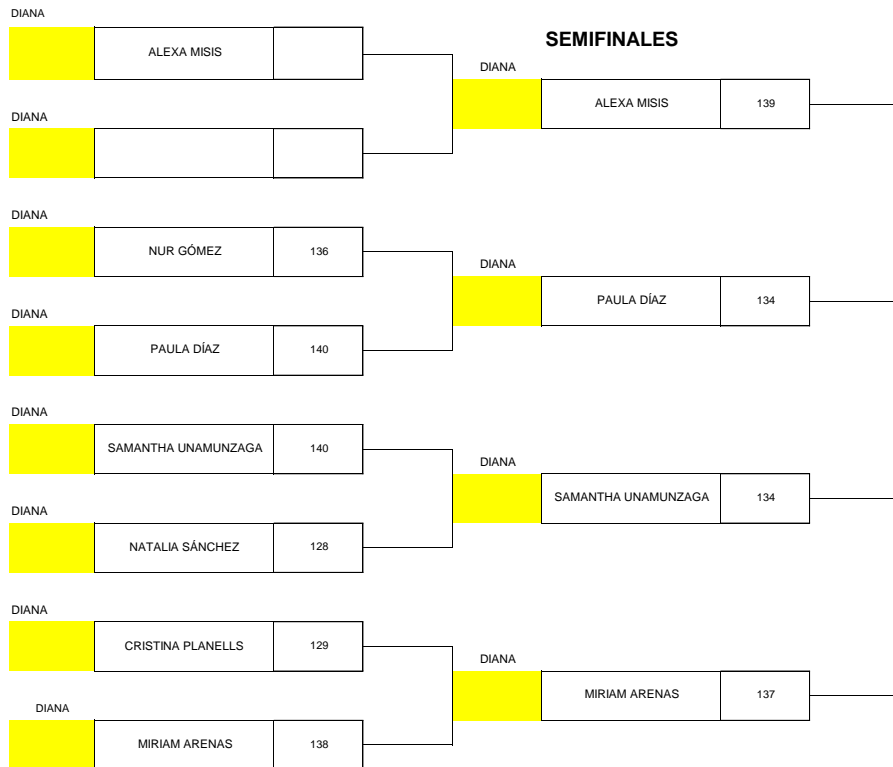 DIANA
ALEXA MISIS
DIANA
DIANA
NUR GÓMEZ 136
DIANA
PAULA DÍAZ 140
DIANA
SAMANTHA UNAMUNZAGA 140
DIANA
NATALIA SÁNCHEZ 128
DIANA
CRISTINA PLANELLS 129
DIANA
MIRIAM ARENAS 138
SEMIFINALES
DIANA
ALEXA MISIS 139
DIANA
PAULA DÍAZ 134
DIANA
SAMANTHA UNAMUNZAGA 134
DIANA
MIRIAM ARENAS 137